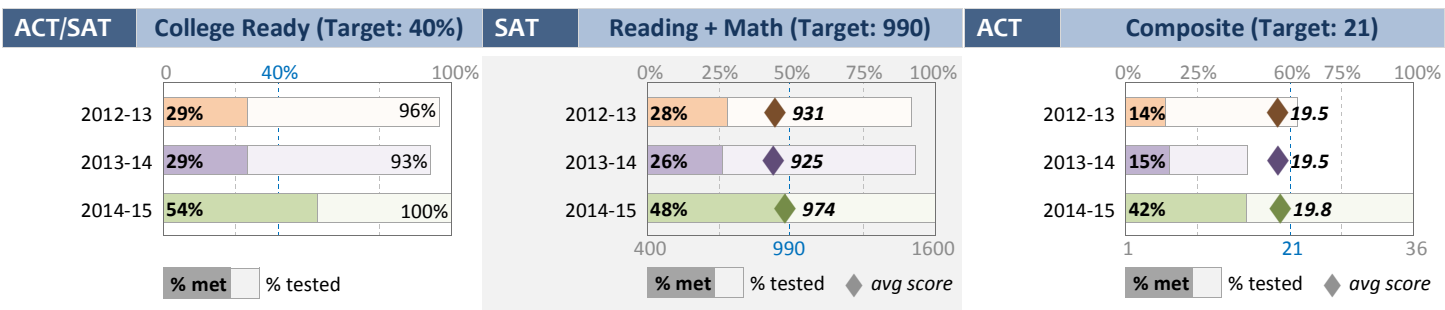 ACT/SAT College Ready (Target: 40%) SAT Reading + Math (Target: 990) ACT Composite (Target: 21)
0 40% 100% 0% 25% 50% 75% 100% 0% 25% 60% 75% 100%
2012-13 29% 96% 2012-13 28% 931 2012-13 14% 19.5
2013-14 29% 93% 2013-14 26% 925 2013-14 15% 19.5
2014-15 54% 100% 2014-15 48% 974 2014-15 42% 19.8
400 990 1600 1 21 36
% met % tested % met % tested avg score % met % tested avg score